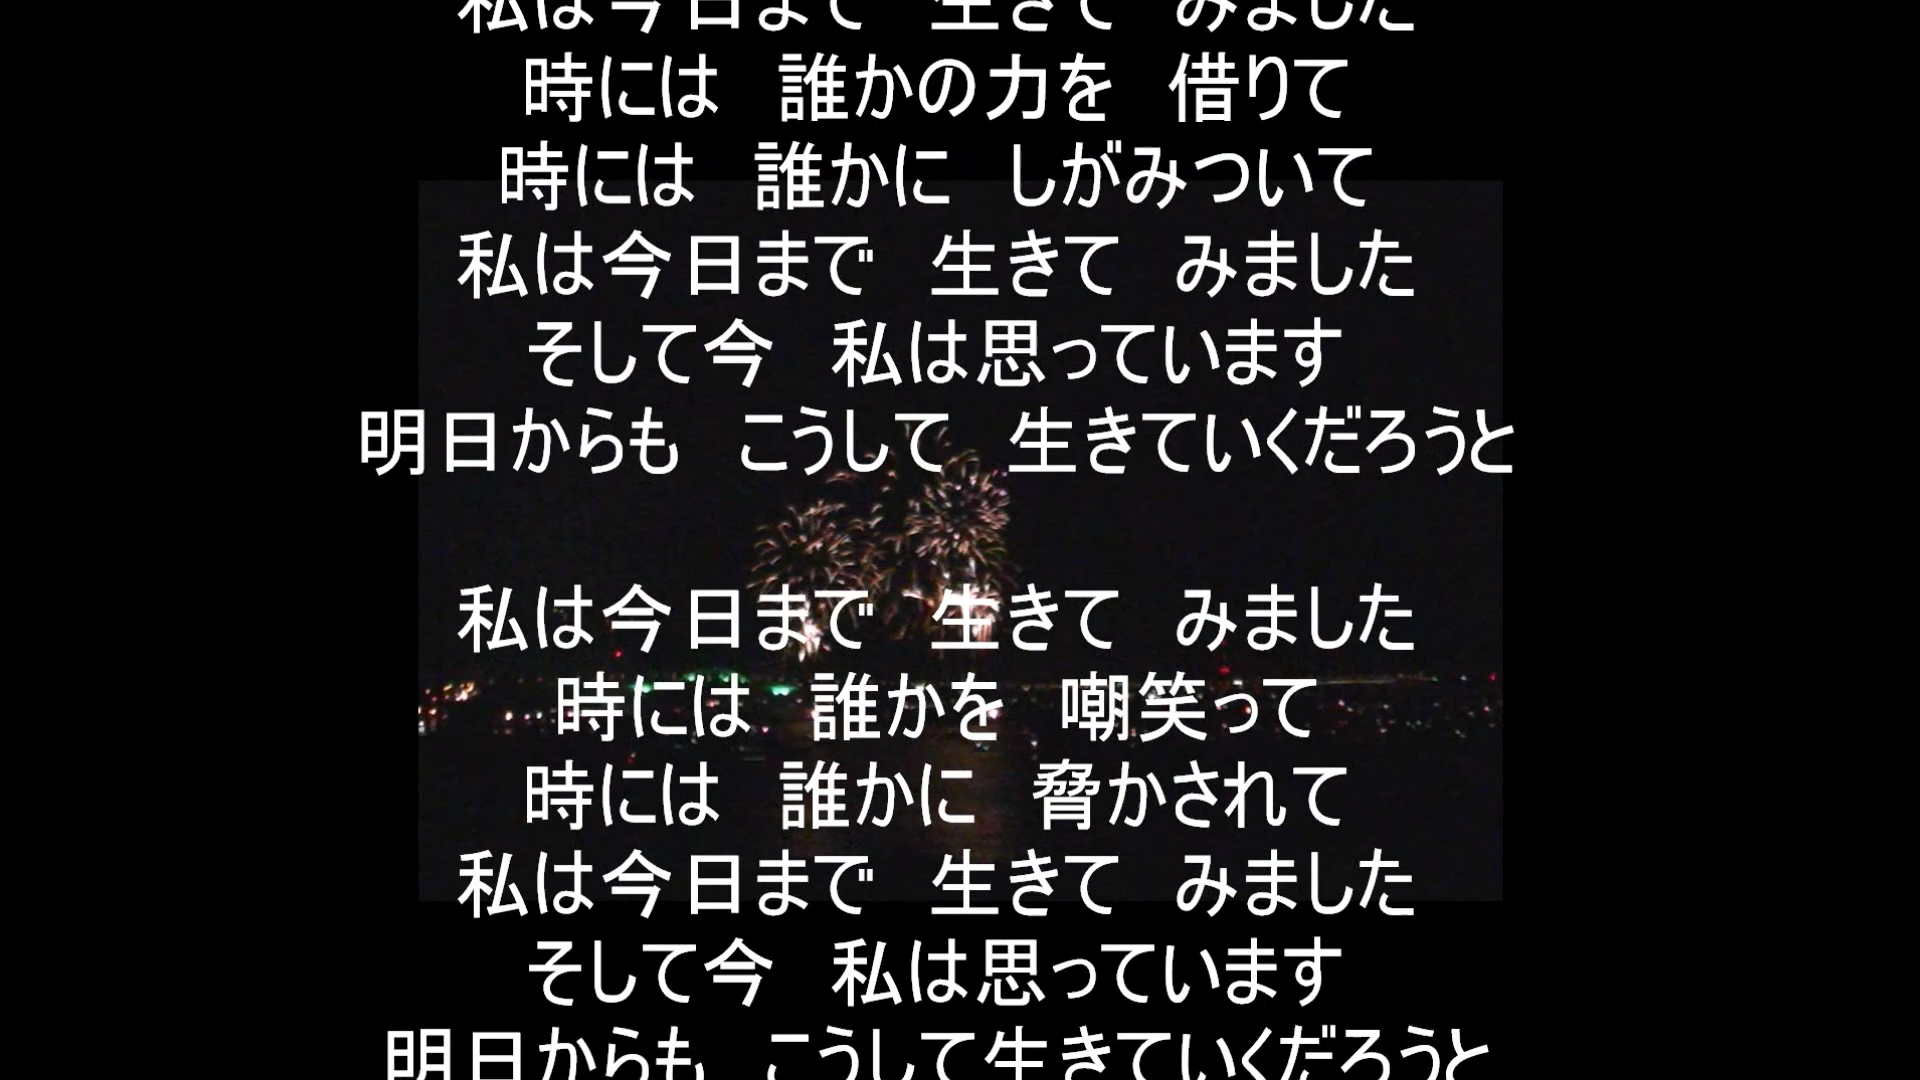 私は今日まで　生きて　みました
時には　誰かの力を　借りて
時には　誰かに　しがみついて
私は今日まで　生きて　みました
そして今　私は思っています
明日からも　こうして　生きていくだろうと
私は今日まで　生きて　みました
時には　誰かを　嘲笑って
時には　誰かに　脅かされて
私は今日まで　生きて　みました
そして今　私は思っています
明日からも　こうして生きていくだろうと